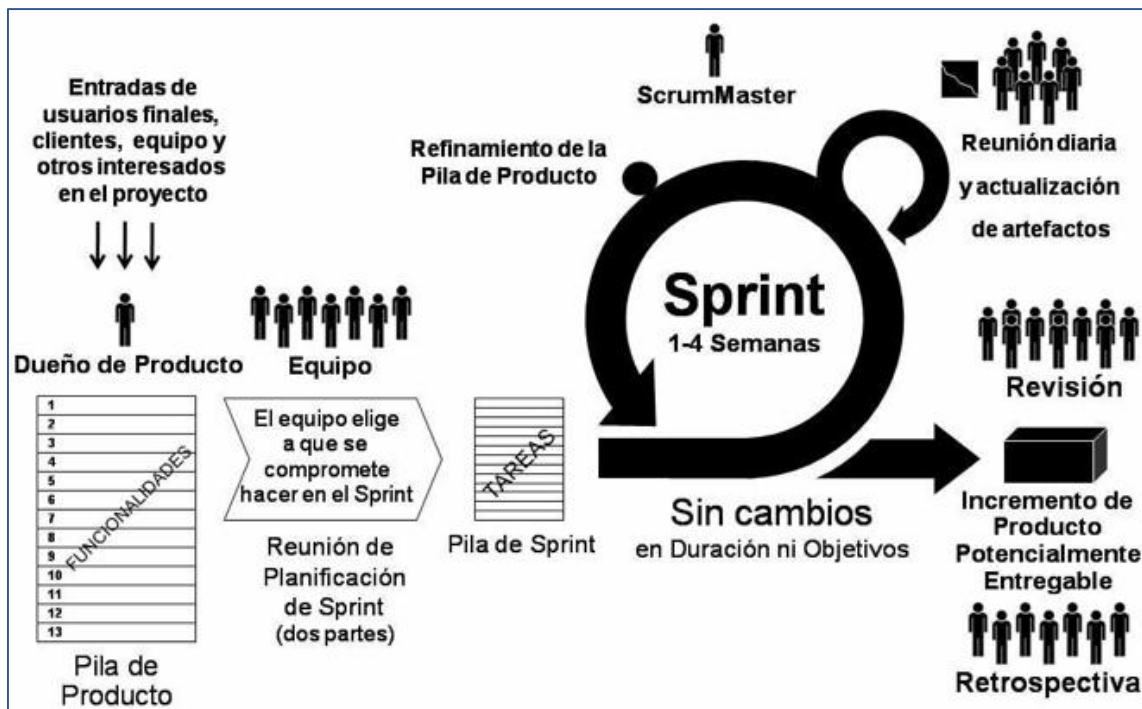 Entradas de
usuarios finales,
clientes, equipo y
otros interesados
en el proyecto
Dueño de Producto
1
2
3
4
5
6
7
8
9
10
11
12
13
FUNCIONALIDADES
Pila de
Producto
Equipo
El equipo elige
a que se
compromete
hacer en el Sprint
Reunión de
Planificación
de Sprint
(dos partes)
TAREAS
Pila de Sprint
ScrumMaster
Refinamiento de la
Pila de Producto
Sprint
1-4 Semanas
Sin cambios
en Duración ni Objetivos
Reunión diaria
y actualización
de artefactos
Revisión
Incremento de
Producto
Potencialmente
Entregable
Retrospectiva